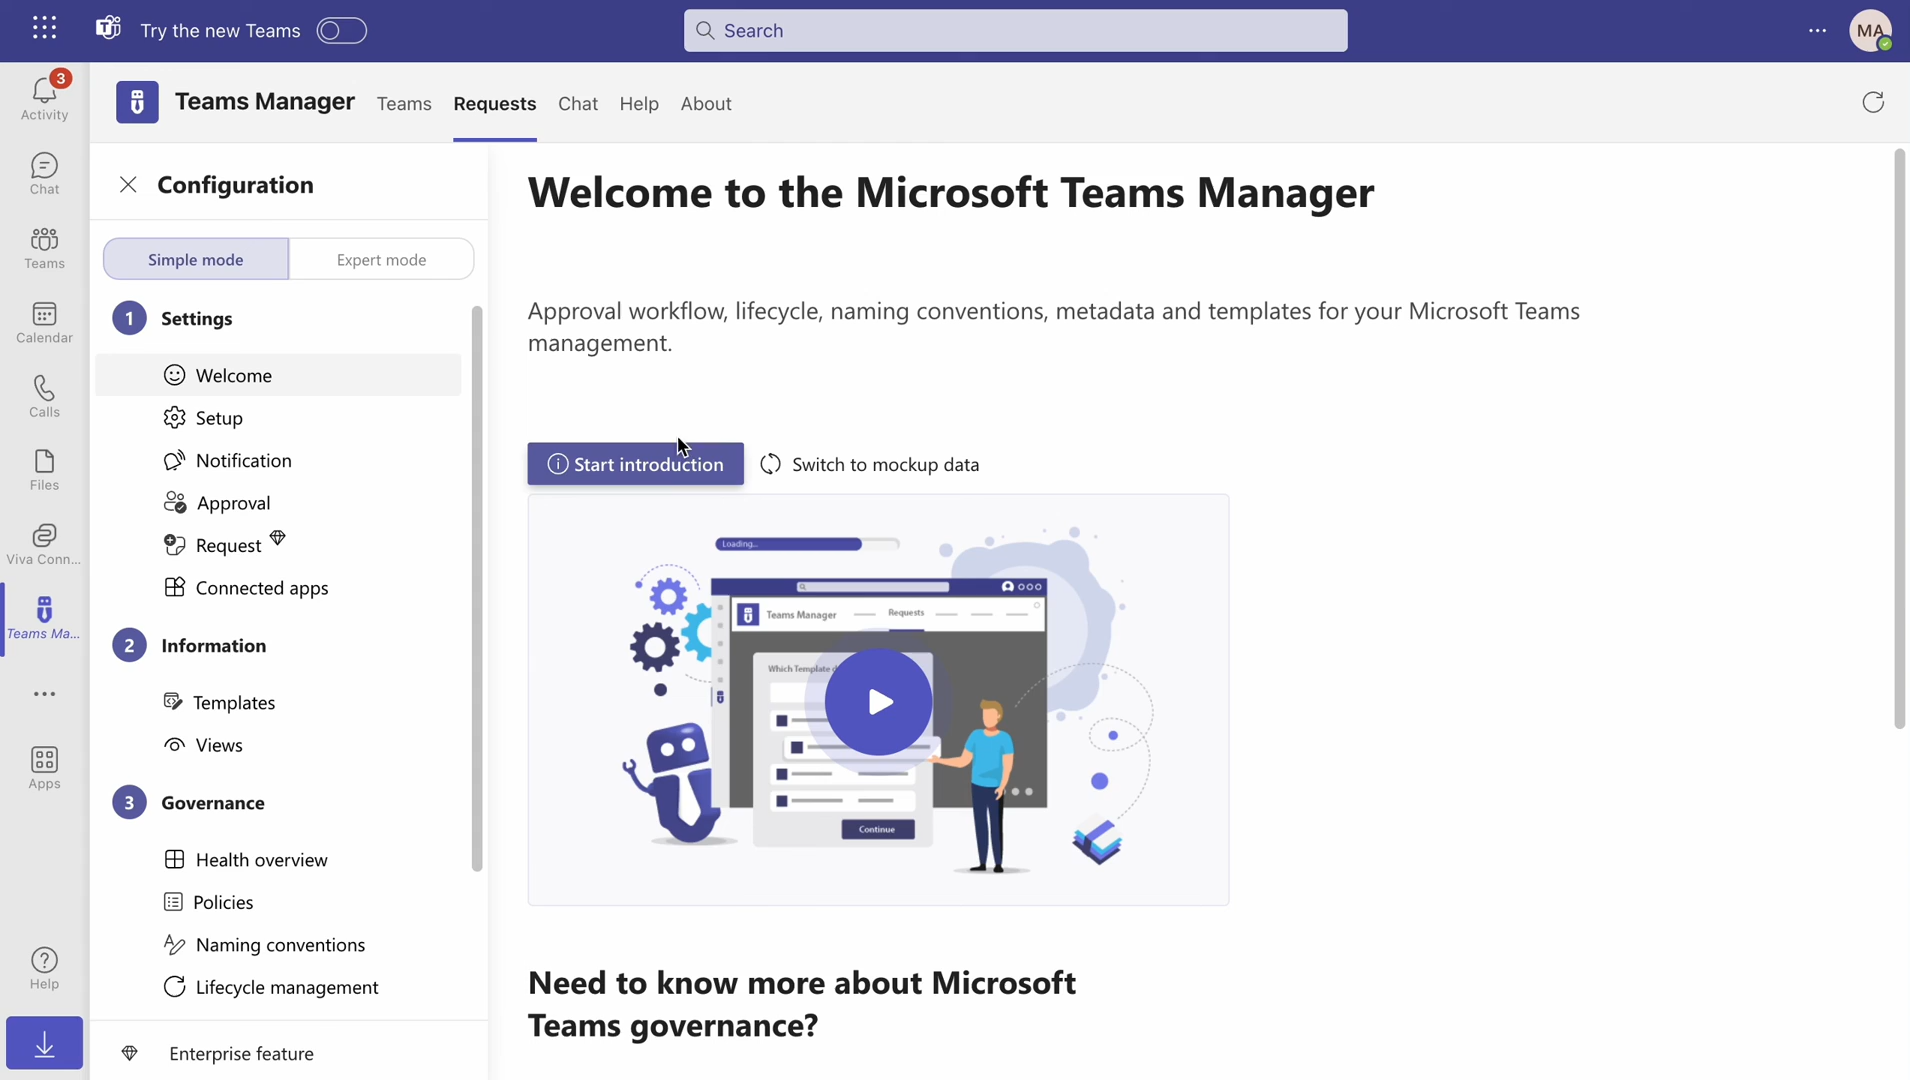 Try the new Teams
Search
MA
3
Activity
Chat
Teams
Calendar
Calls
Files
Viva Conn...
Teams Ma...
Apps
Help
Teams Manager
Teams
Requests
Chat
Help
About
Configuration
Simple mode
Expert mode
1 Settings
Welcome
Setup
Notification
Approval
Request
Connected apps
2 Information
Templates
Views
3 Governance
Health overview
Policies
Naming conventions
Lifecycle management
Enterprise feature
Welcome to the Microsoft Teams Manager
Approval workflow, lifecycle, naming conventions, metadata and templates for your Microsoft Teams
management.
Start introduction
Switch to mockup data
Loading...
Teams Manager
Requests
Which Template
Continue
Need to know more about Microsoft
Teams governance?